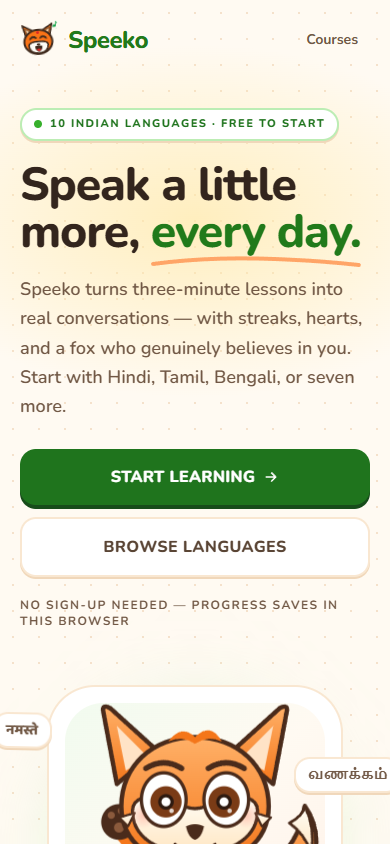 Speeko
Courses
10 INDIAN LANGUAGES · FREE TO START
Speak a little
more, every day.
Speeko turns three-minute lessons into
real conversations — with streaks, hearts,
and a fox who genuinely believes in you.
Start with Hindi, Tamil, Bengali, or seven
more.
START LEARNING →
BROWSE LANGUAGES
NO SIGN-UP NEEDED — PROGRESS SAVES IN
THIS BROWSER
नमस्ते
வணக்கம்